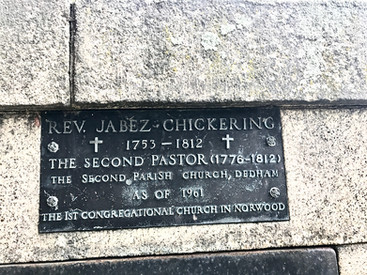 REV. JABEZ CHICKERING
✝ 1753 – 1812 ✝
THE SECOND PASTOR (1776-1812)
THE SECOND PARISH CHURCH, DEDHAM
AS OF 1961
THE 1ST CONGREGATIONAL CHURCH IN NORWOOD